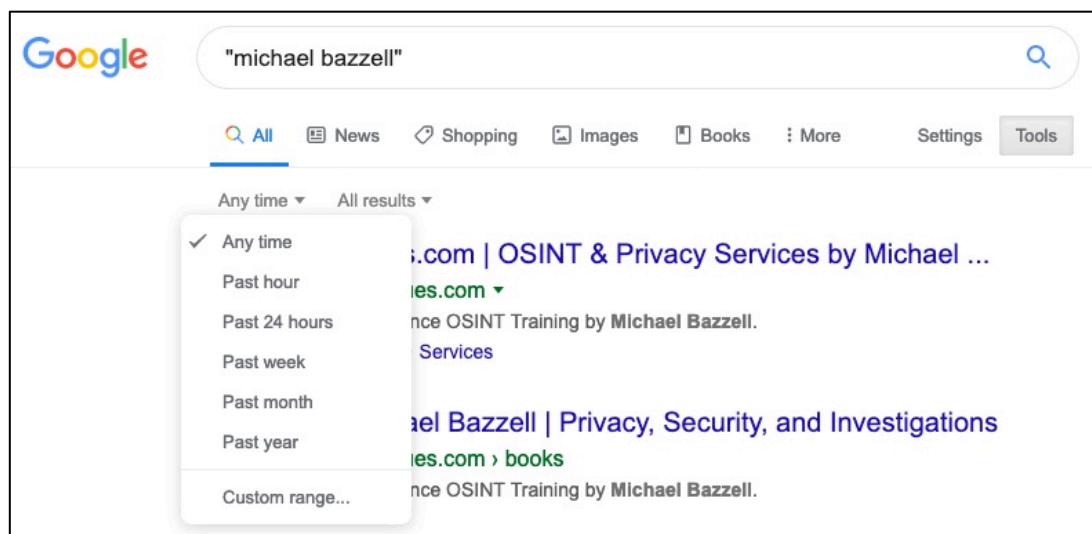 Google
"michael bazzell"
All News Shopping Images Books More Settings Tools
Any time All results
Any time
Past hour
Past 24 hours
Past week
Past month
Past year
Custom range...
s.com | OSINT & Privacy Services by Michael ...
ues.com
nce OSINT Training by Michael Bazzell.
Services
ael Bazzell | Privacy, Security, and Investigations
ues.com › books
nce OSINT Training by Michael Bazzell.